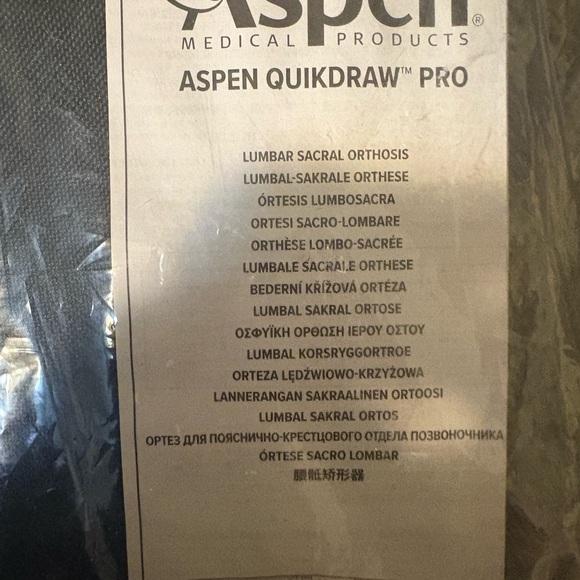 Aspen®
MEDICAL PRODUCTS
ASPEN QUIKDRAW™ PRO
LUMBAR SACRAL ORTHOSIS
LUMBAL-SAKRALE ORTHESE
ÓRTESIS LUMBOSACRA
ORTESI SACRO-LOMBARE
ORTHÈSE LOMBO-SACRÉE
LUMBALE SACRALE ORTHESE
BEDERNÍ KŘÍŽOVÁ ORTÉZA
LUMBAL SAKRAL ORTOSE
ΟΣΦΥΪΚΗ ΟΡΘΩΣΗ ΙΕΡΟΥ ΟΣΤΟΥ
LUMBAL KORSRYGGORTROE
ORTEZA LĘDŹWIOWO-KRZYŻOWA
LANNERANGAN SAKRAALINEN ORTOOSI
LUMBAL SAKRAL ORTOS
ОРТЕЗ ДЛЯ ПОЯСНИЧНО-КРЕСТЦОВОГО ОТДЕЛА ПОЗВОНОЧНИКА
ÓRTESE SACRO LOMBAR
腰骶矫形器